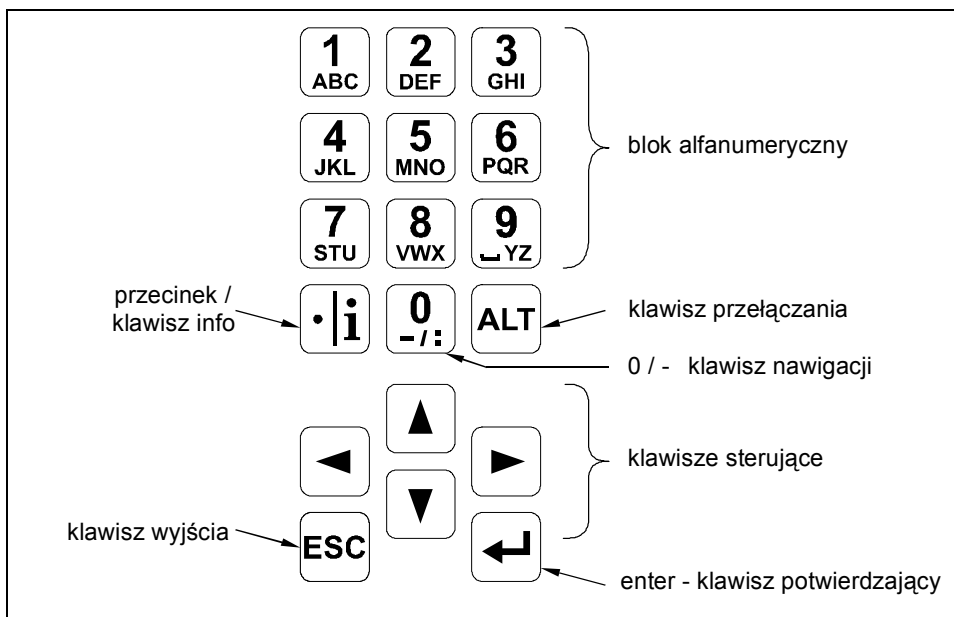 1 2 3
ABC DEF GHI
4 5 6
JKL MNO PQR
blok alfanumeryczny
7 8 9
STU VWX ⎵YZ
przecinek /
klawisz info
·|i 0 ALT
-/:
klawisz przełączania
0 / - klawisz nawigacji
klawisze sterujące
klawisz wyjścia
ESC
enter - klawisz potwierdzający